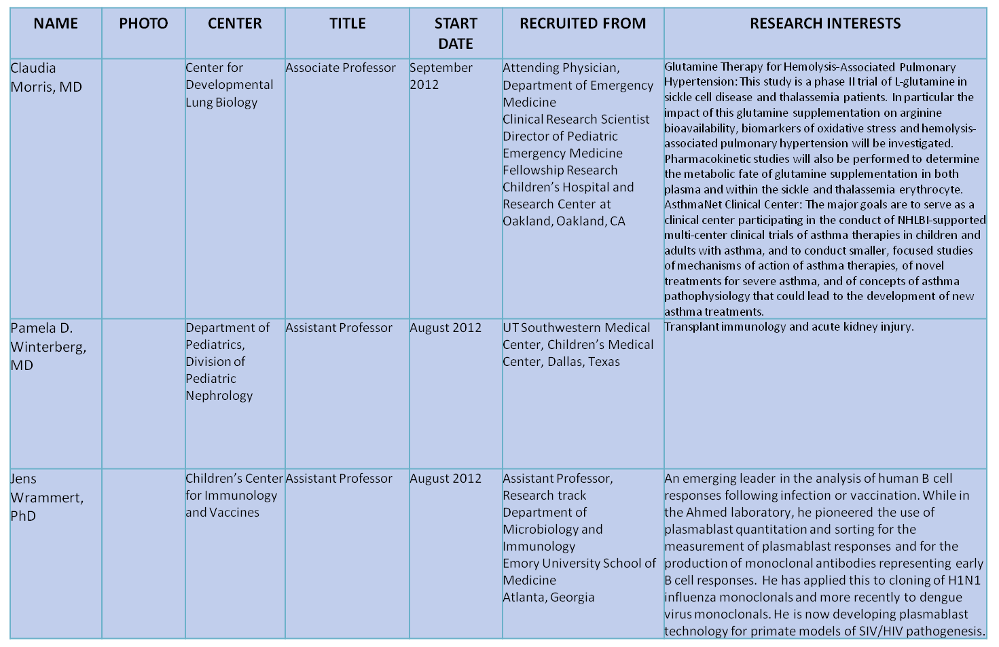 NAME
PHOTO
CENTER
TITLE
START
DATE
RECRUITED FROM
RESEARCH INTERESTS
Claudia
Morris, MD
Center for
Developmental
Lung Biology
Associate Professor
September
2012
Attending Physician,
Department of Emergency
Medicine
Clinical Research Scientist
Director of Pediatric
Emergency Medicine
Fellowship Research
Children’s Hospital and
Research Center at
Oakland, Oakland, CA
Glutamine Therapy for Hemolysis-Associated Pulmonary
Hypertension: This study is a phase II trial of L-glutamine in
sickle cell disease and thalassemia patients. In particular the
impact of this glutamine supplementation on arginine
bioavailability, biomarkers of oxidative stress and hemolysis-
associated pulmonary hypertension will be investigated.
Pharmacokinetic studies will also be performed to determine
the metabolic fate of glutamine supplementation in both
plasma and within the sickle and thalassemia erythrocyte.
AsthmaNet Clinical Center: The major goals are to serve as a
clinical center participating in the conduct of NHLBI-supported
multi-center clinical trials of asthma therapies in children and
adults with asthma, and to conduct smaller, focused studies
of mechanisms of action of asthma therapies, of novel
treatments for severe asthma, and of concepts of asthma
pathophysiology that could lead to the development of new
asthma treatments.
Pamela D.
Winterberg,
MD
Department of
Pediatrics,
Division of
Pediatric
Nephrology
Assistant Professor
August 2012
UT Southwestern Medical
Center, Children’s Medical
Center, Dallas, Texas
Transplant immunology and acute kidney injury.
Jens
Wrammert,
PhD
Children’s Center
for Immunology
and Vaccines
Assistant Professor
August 2012
Assistant Professor,
Research track
Department of
Microbiology and
Immunology
Emory University School of
Medicine
Atlanta, Georgia
An emerging leader in the analysis of human B cell
responses following infection or vaccination. While in
the Ahmed laboratory, he pioneered the use of
plasmablast quantitation and sorting for the
measurement of plasmablast responses and for the
production of monoclonal antibodies representing early
B cell responses. He has applied this to cloning of H1N1
influenza monoclonals and more recently to dengue
virus monoclonals. He is now developing plasmablast
technology for primate models of SIV/HIV pathogenesis.